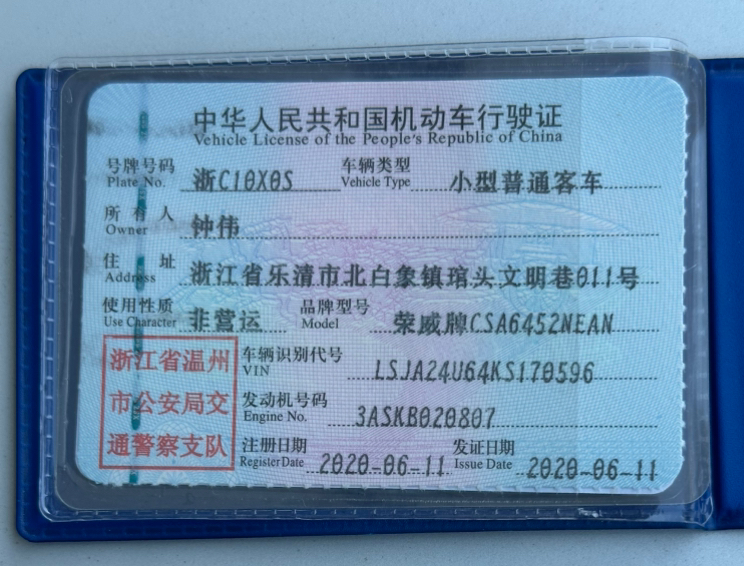 中华人民共和国机动车行驶证
Vehicle License of the People's Republic of China
号牌号码 浙C10X0S 车辆类型 小型普通客车
Plate No. Vehicle Type
所有人 钟伟
Owner
住址 浙江省乐清市北白象镇琯头文明巷011号
Address
使用性质 非营运 品牌型号 荣威牌CSA6452NEAN
Use Character Model
浙江省温州
市公安局交
通警察支队
车辆识别代号 LSJA24U64KS170596
VIN
发动机号码 3ASKB020807
Engine No.
注册日期 2020-06-11 发证日期 2020-06-11
Register Date Issue Date